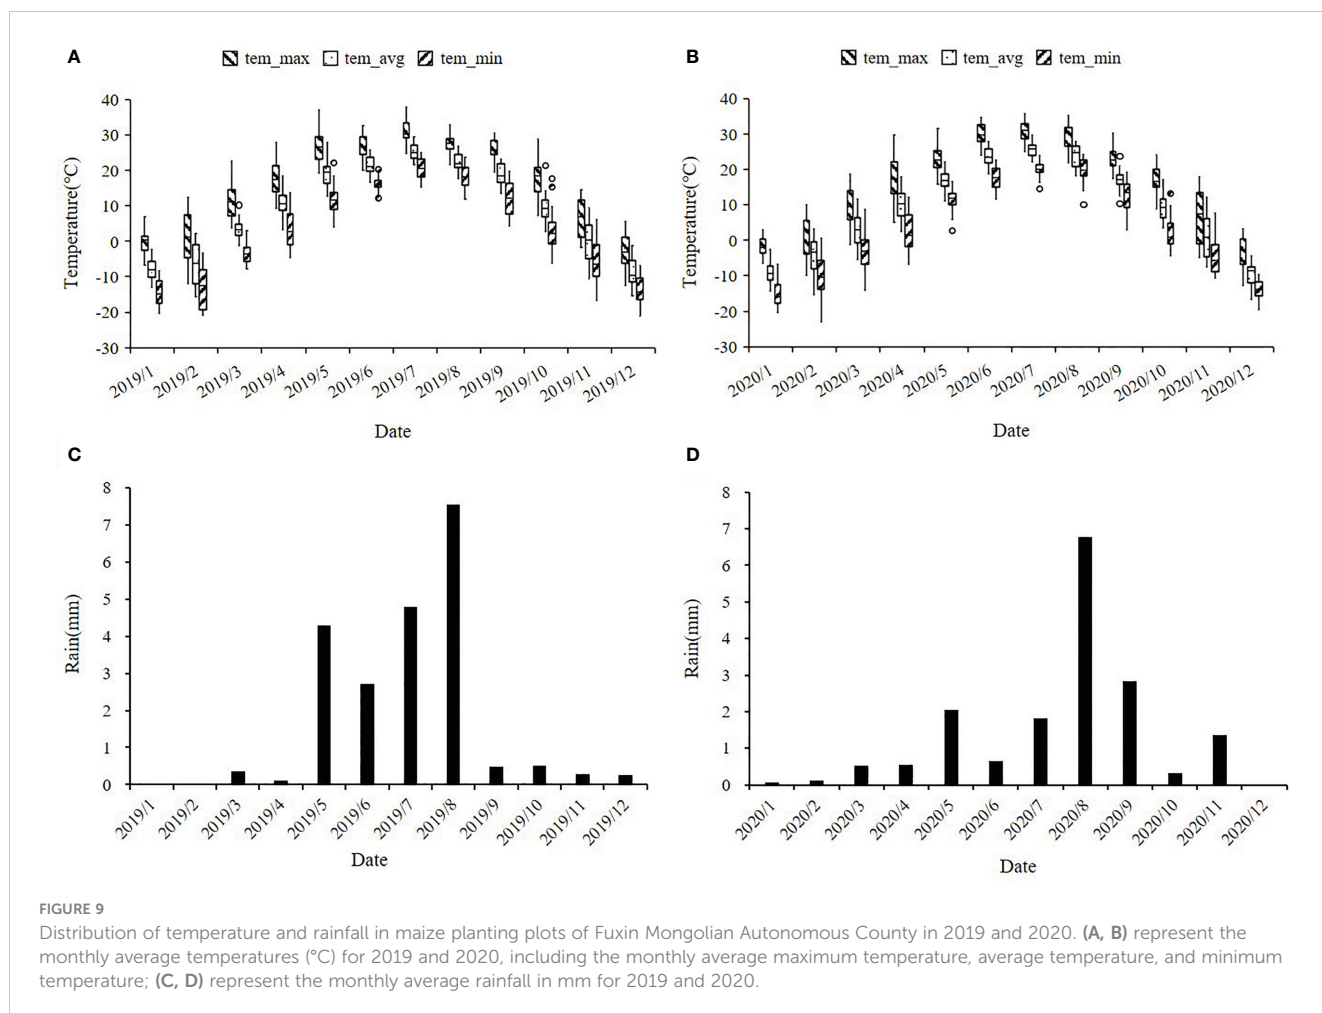 A
tem_max tem_avg tem_min
40
30
20
10
0
-10
-20
-30
Temperature(°C)
2019/1 2019/2 2019/3 2019/4 2019/5 2019/6 2019/7 2019/8 2019/9 2019/10 2019/11 2019/12
Date
B
tem_max tem_avg tem_min
40
30
20
10
0
-10
-20
-30
Temperature(°C)
2020/1 2020/2 2020/3 2020/4 2020/5 2020/6 2020/7 2020/8 2020/9 2020/10 2020/11 2020/12
Date
C
8
7
6
5
4
3
2
1
0
Rain(mm)
2019/1 2019/2 2019/3 2019/4 2019/5 2019/6 2019/7 2019/8 2019/9 2019/10 2019/11 2019/12
Date
D
8
7
6
5
4
3
2
1
0
Rain(mm)
2020/1 2020/2 2020/3 2020/4 2020/5 2020/6 2020/7 2020/8 2020/9 2020/10 2020/11 2020/12
Date
FIGURE 9
Distribution of temperature and rainfall in maize planting plots of Fuxin Mongolian Autonomous County in 2019 and 2020. (A, B) represent the
monthly average temperatures (°C) for 2019 and 2020, including the monthly average maximum temperature, average temperature, and minimum
temperature; (C, D) represent the monthly average rainfall in mm for 2019 and 2020.